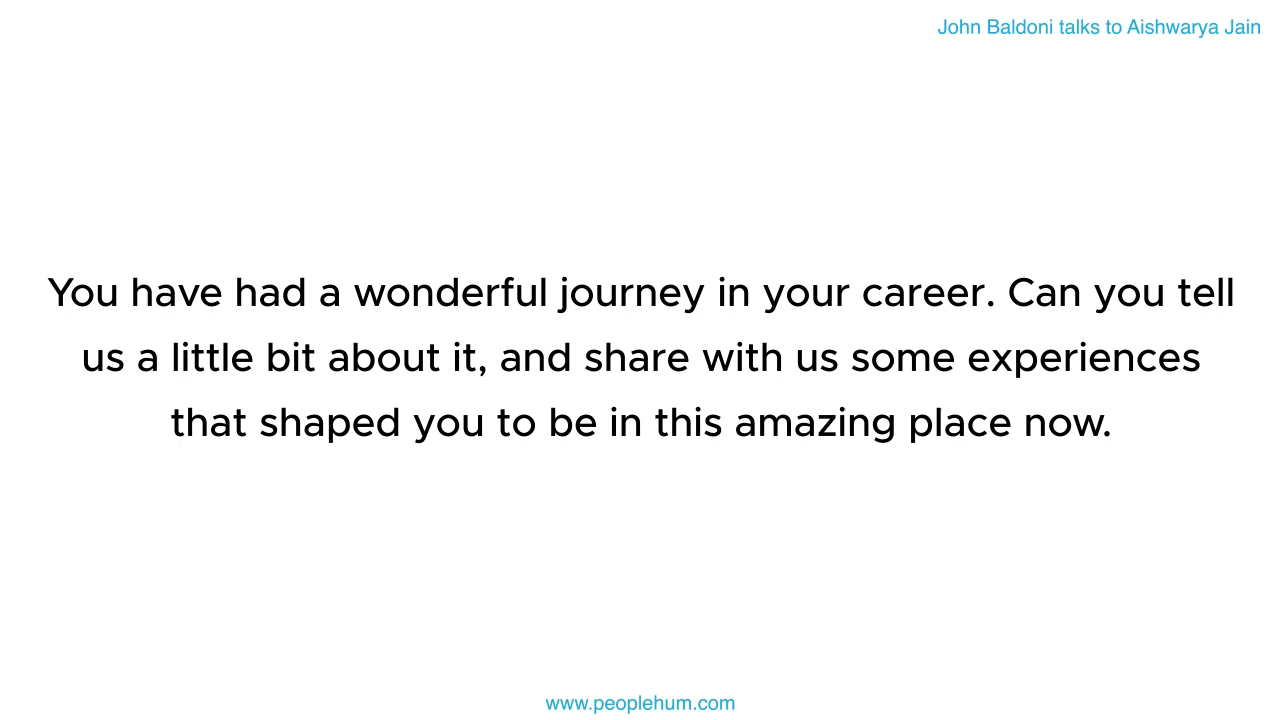 John Baldoni talks to Aishwarya Jain
You have had a wonderful journey in your career. Can you tell
us a little bit about it, and share with us some experiences
that shaped you to be in this amazing place now.
www.peoplehum.com